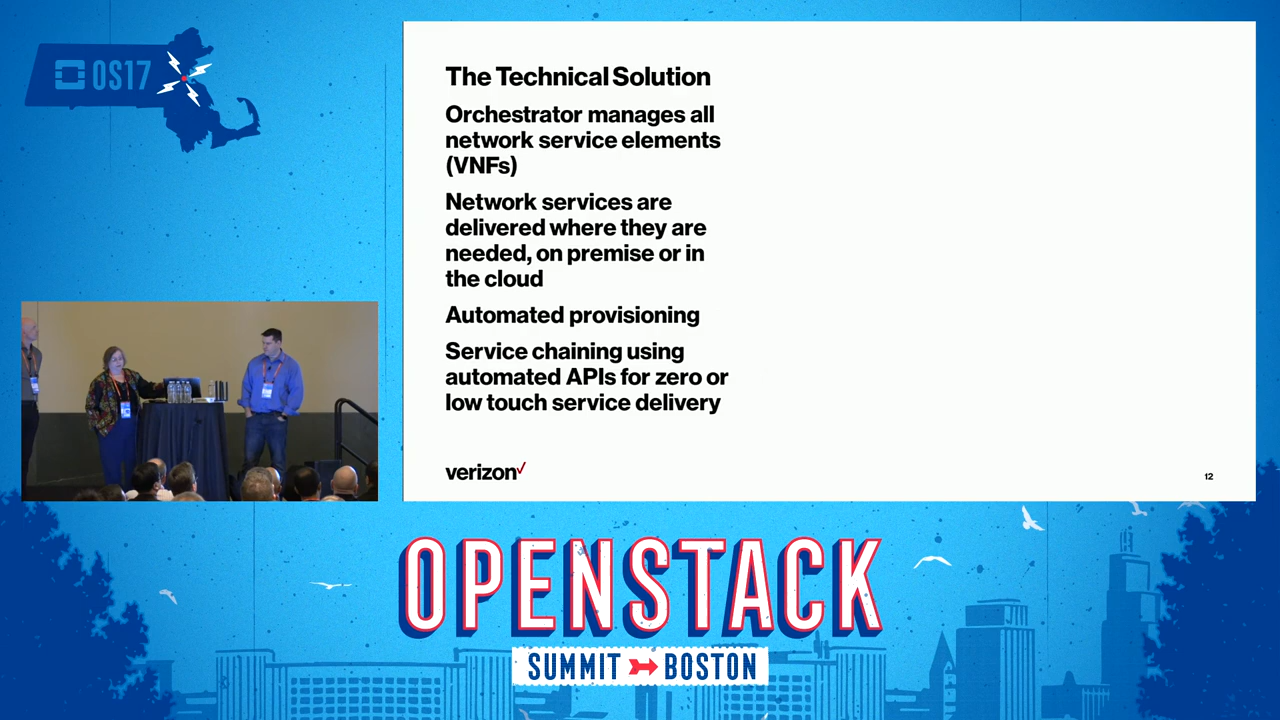 OS17
The Technical Solution
Orchestrator manages all
network service elements
(VNFs)
Network services are
delivered where they are
needed, on premise or in
the cloud
Automated provisioning
Service chaining using
automated APIs for zero or
low touch service delivery
verizon
12
OPENSTACK
SUMMIT BOSTON